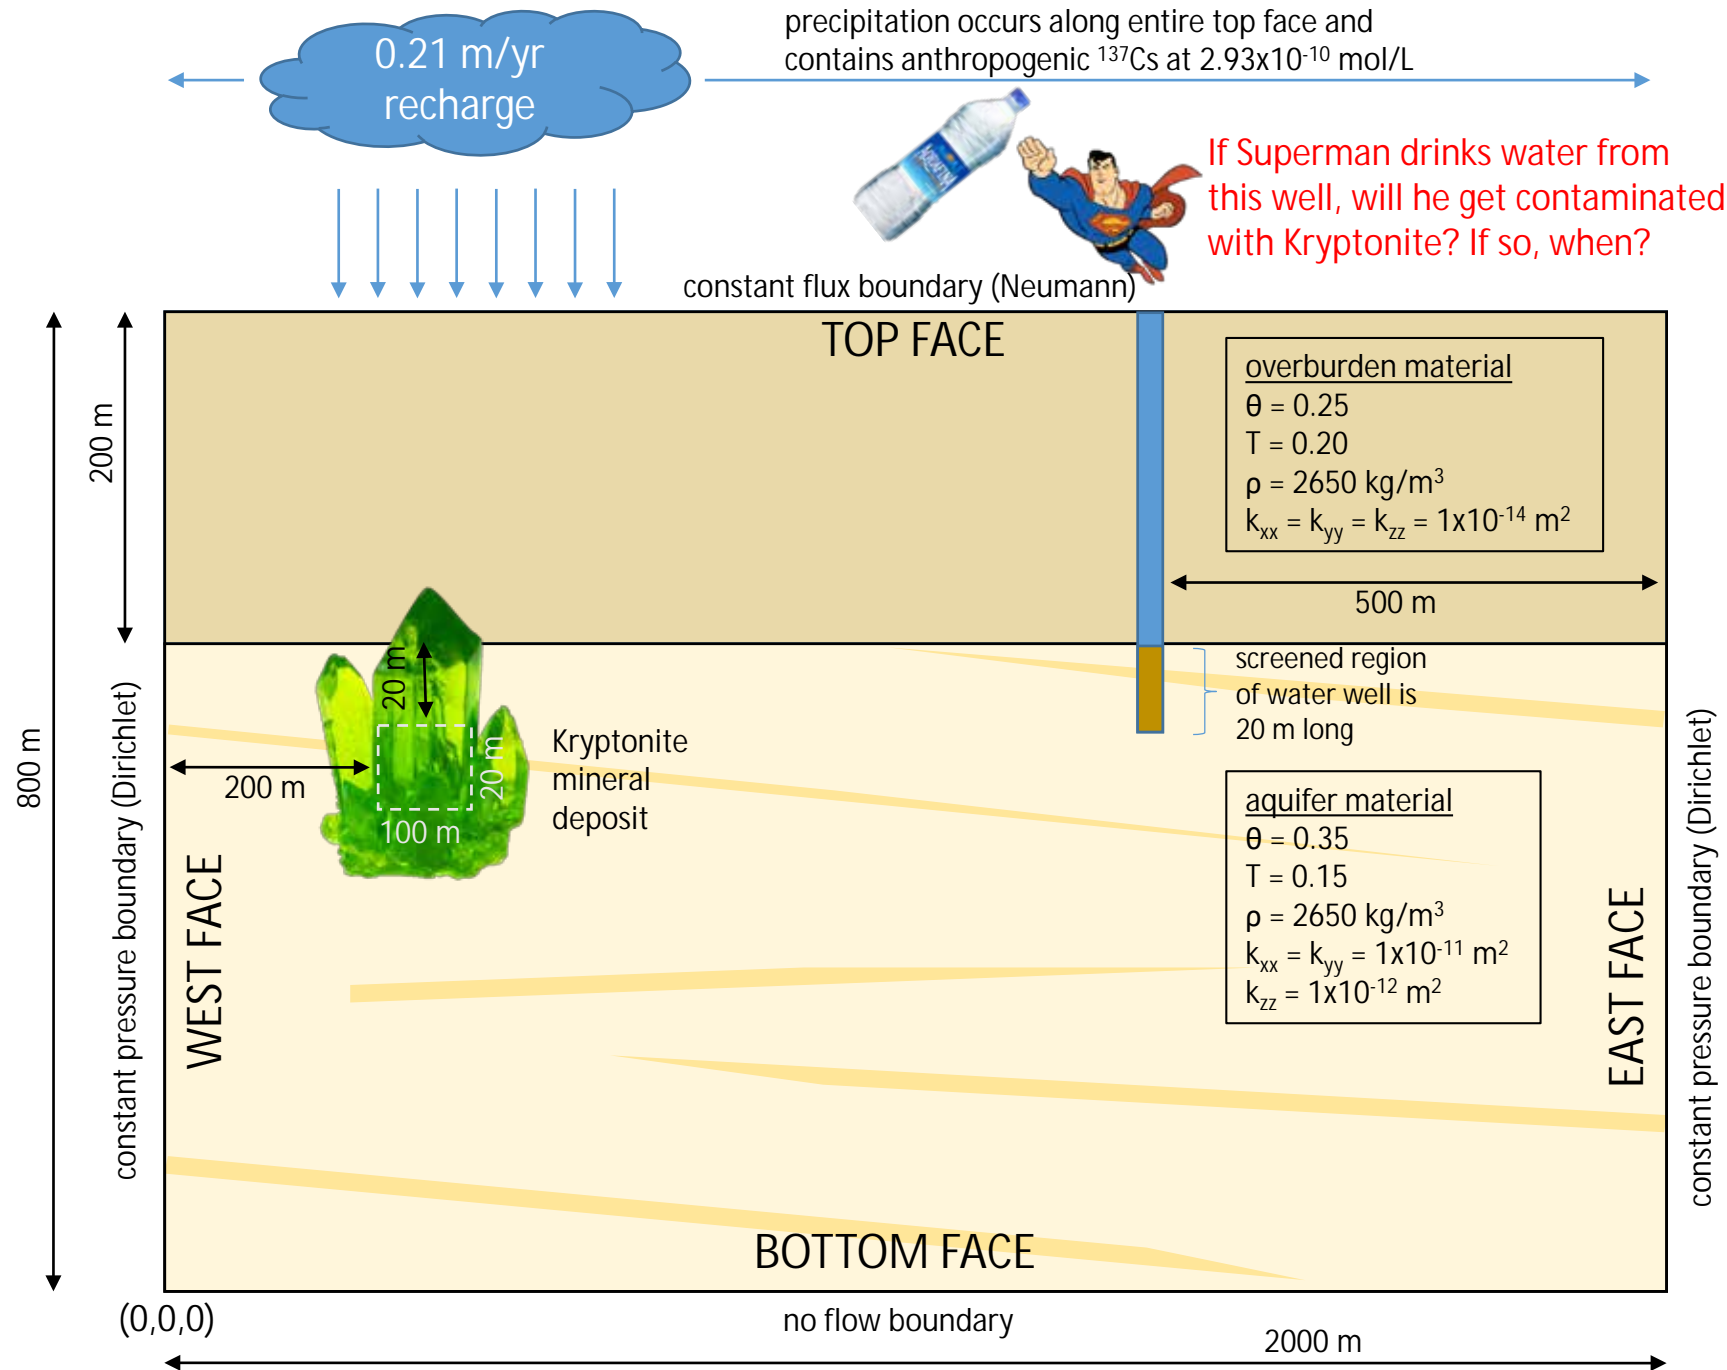 0.21 m/yr
recharge
precipitation occurs along entire top face and
contains anthropogenic ¹³⁷Cs at 2.93x10⁻¹⁰ mol/L
AQUAFINA
If Superman drinks water from
this well, will he get contaminated
with Kryptonite? If so, when?
constant flux boundary (Neumann)
TOP FACE
200 m
overburden material
θ = 0.25
T = 0.20
ρ = 2650 kg/m³
kxx = kyy = kzz = 1x10⁻¹⁴ m²
500 m
800 m
constant pressure boundary (Dirichlet)
200 m
20 m
20 m
100 m
Kryptonite
mineral
deposit
screened region
of water well is
20 m long
aquifer material
θ = 0.35
T = 0.15
ρ = 2650 kg/m³
kxx = kyy = 1x10⁻¹¹ m²
kzz = 1x10⁻¹² m²
WEST FACE
EAST FACE
constant pressure boundary (Dirichlet)
BOTTOM FACE
(0,0,0)
no flow boundary
2000 m